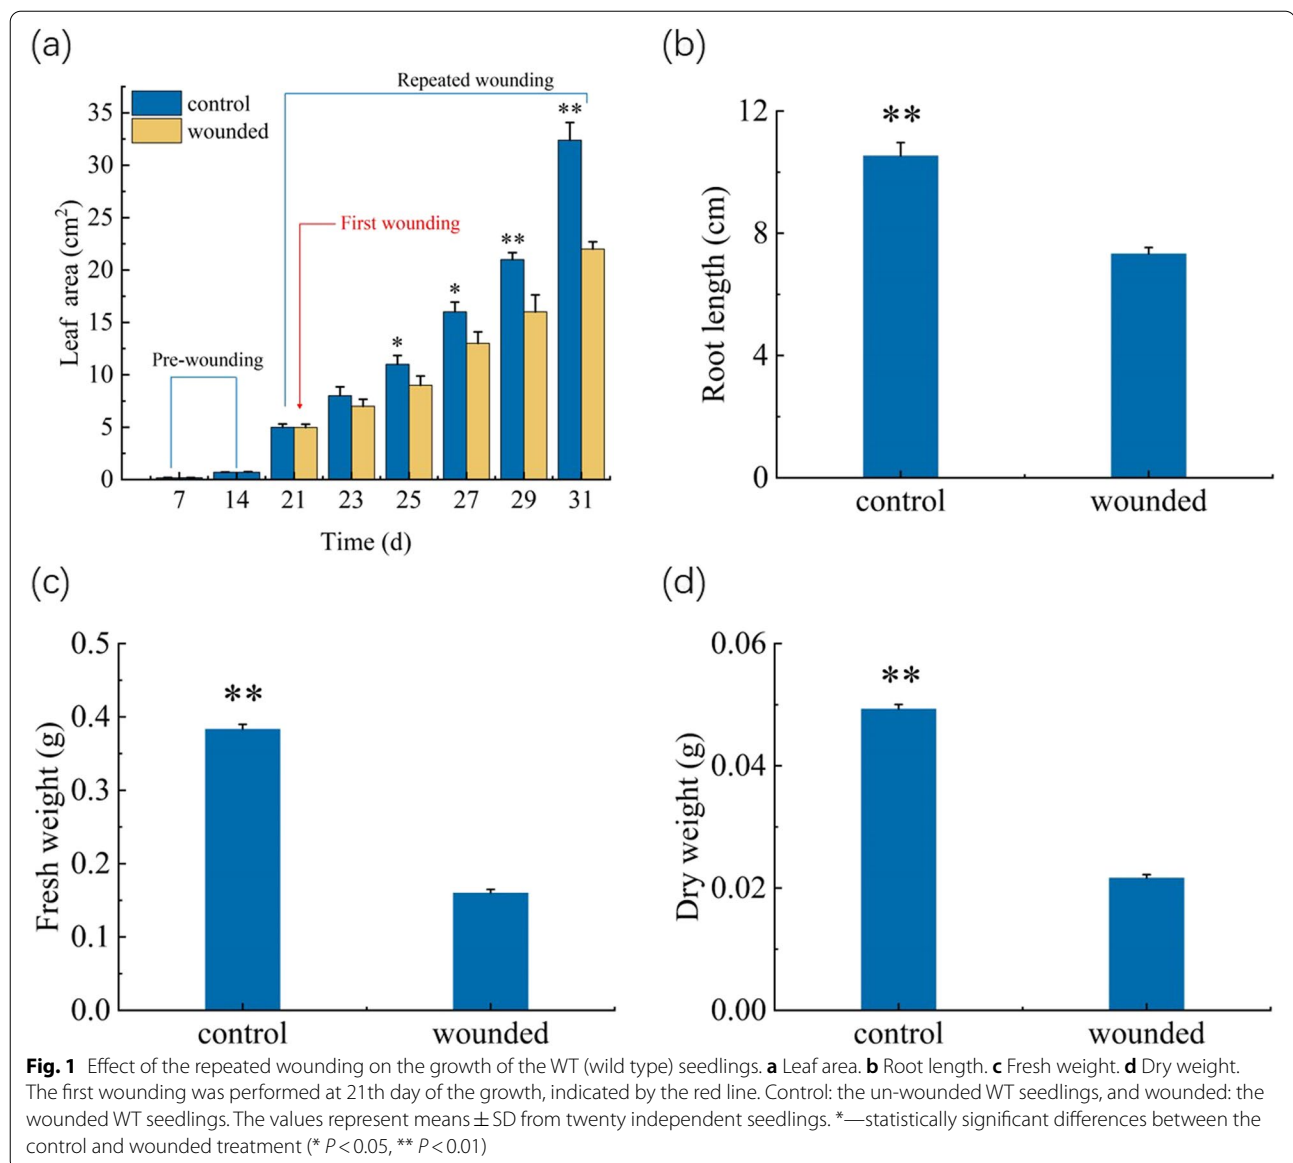 (a)
Repeated wounding
control
wounded
**
First wounding
**
*
*
Pre-wounding
35
30
25
20
15
10
5
0
Leaf area (cm²)
7 14 21 23 25 27 29 31
Time (d)
(b)
12
8
4
0
Root length (cm)
**
control wounded
(c)
0.5
0.4
0.3
0.2
0.1
0.0
Fresh weight (g)
**
control wounded
(d)
0.06
0.04
0.02
0.00
Dry weight (g)
**
control wounded
Fig. 1 Effect of the repeated wounding on the growth of the WT (wild type) seedlings. a Leaf area. b Root length. c Fresh weight. d Dry weight.
The first wounding was performed at 21th day of the growth, indicated by the red line. Control: the un-wounded WT seedlings, and wounded: the
wounded WT seedlings. The values represent means ± SD from twenty independent seedlings. *—statistically significant differences between the
control and wounded treatment (* P < 0.05, ** P < 0.01)